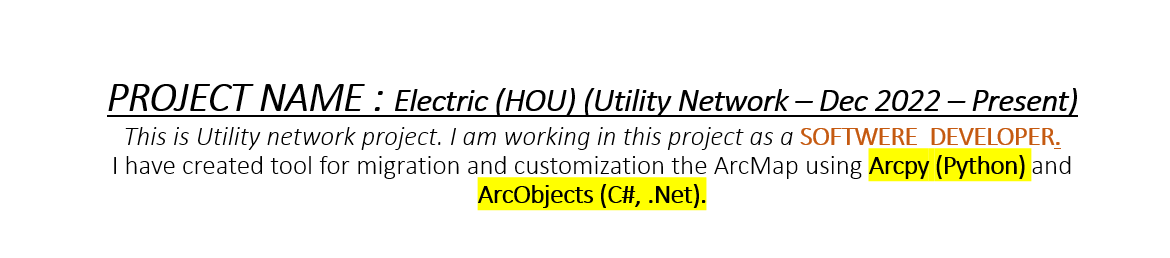 PROJECT NAME : Electric (HOU) (Utility Network – Dec 2022 – Present)
This is Utility network project. I am working in this project as a SOFTWERE  DEVELOPER.
I have created tool for migration and customization the ArcMap using Arcpy (Python) and
ArcObjects (C#, .Net).